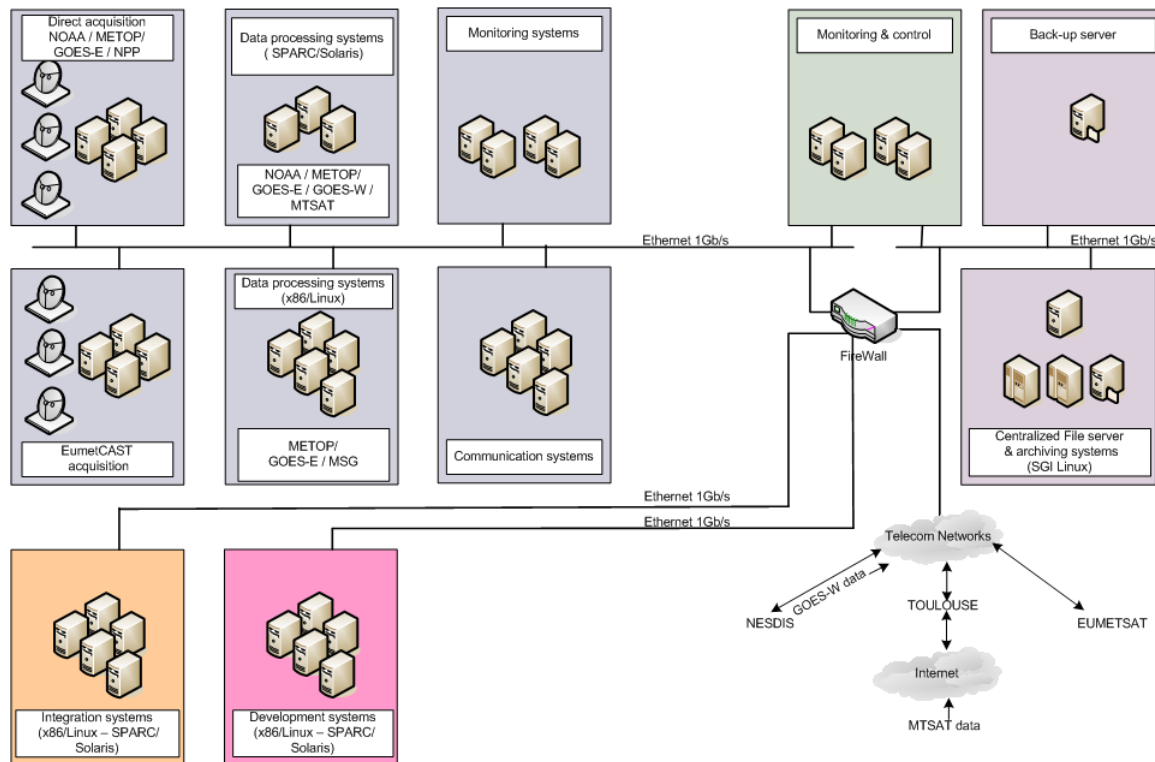 Direct acquisition
NOAA / METOP/
GOES-E / NPP
Data processing systems
( SPARC/Solaris)
NOAA / METOP/
GOES-E / GOES-W /
MTSAT
Monitoring systems
Monitoring & control
Back-up server
Ethernet 1Gb/s
Ethernet 1Gb/s
EumetCAST
acquisition
Data processing systems
(x86/Linux)
METOP/
GOES-E / MSG
Communication systems
FireWall
Centralized File server
& archiving systems
(SGI Linux)
Ethernet 1Gb/s
Ethernet 1Gb/s
Integration systems
(x86/Linux – SPARC/
Solaris)
Development systems
(x86/Linux – SPARC/
Solaris)
Telecom Networks
GOES-W data
NESDIS
TOULOUSE
EUMETSAT
Internet
MTSAT data